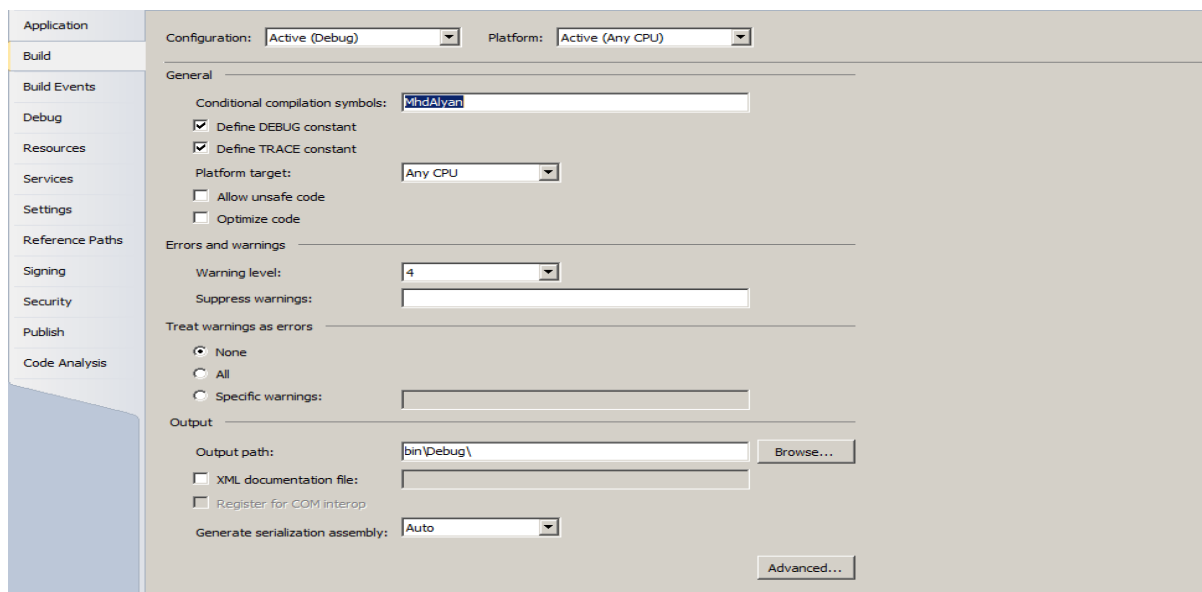 Application
Build
Build Events
Debug
Resources
Services
Settings
Reference Paths
Signing
Security
Publish
Code Analysis
Configuration: Active (Debug) Platform: Active (Any CPU)
General
Conditional compilation symbols: MhdAlyan
Define DEBUG constant
Define TRACE constant
Platform target: Any CPU
Allow unsafe code
Optimize code
Errors and warnings
Warning level: 4
Suppress warnings:
Treat warnings as errors
None
All
Specific warnings:
Output
Output path: bin\Debug\ Browse...
XML documentation file:
Register for COM interop
Generate serialization assembly: Auto
Advanced...